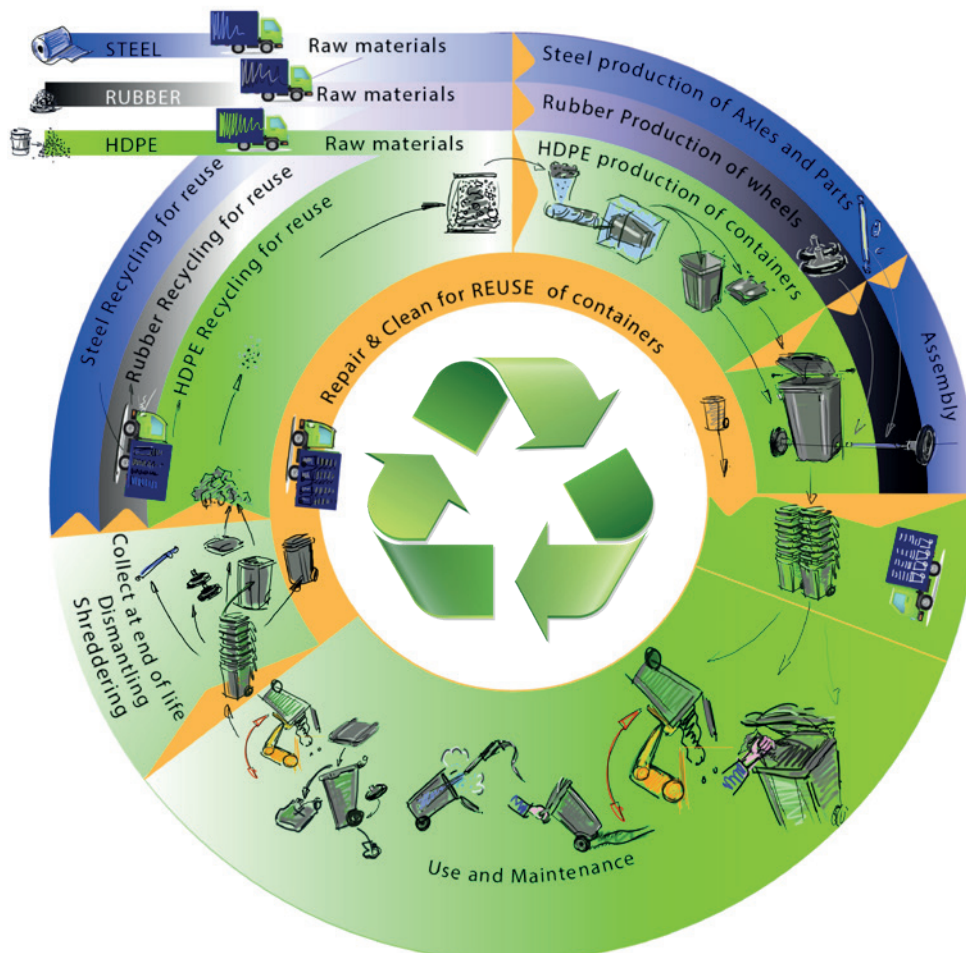 STEEL
Raw materials
RUBBER
Raw materials
HDPE
Raw materials
Steel production of Axles and Parts
Rubber Production of wheels
HDPE production of containers
Assembly
Steel Recycling for reuse
Rubber Recycling for reuse
HDPE Recycling for reuse
Repair & Clean for REUSE of containers
Collect at end of life
Dismantling
Shreddering
Use and Maintenance